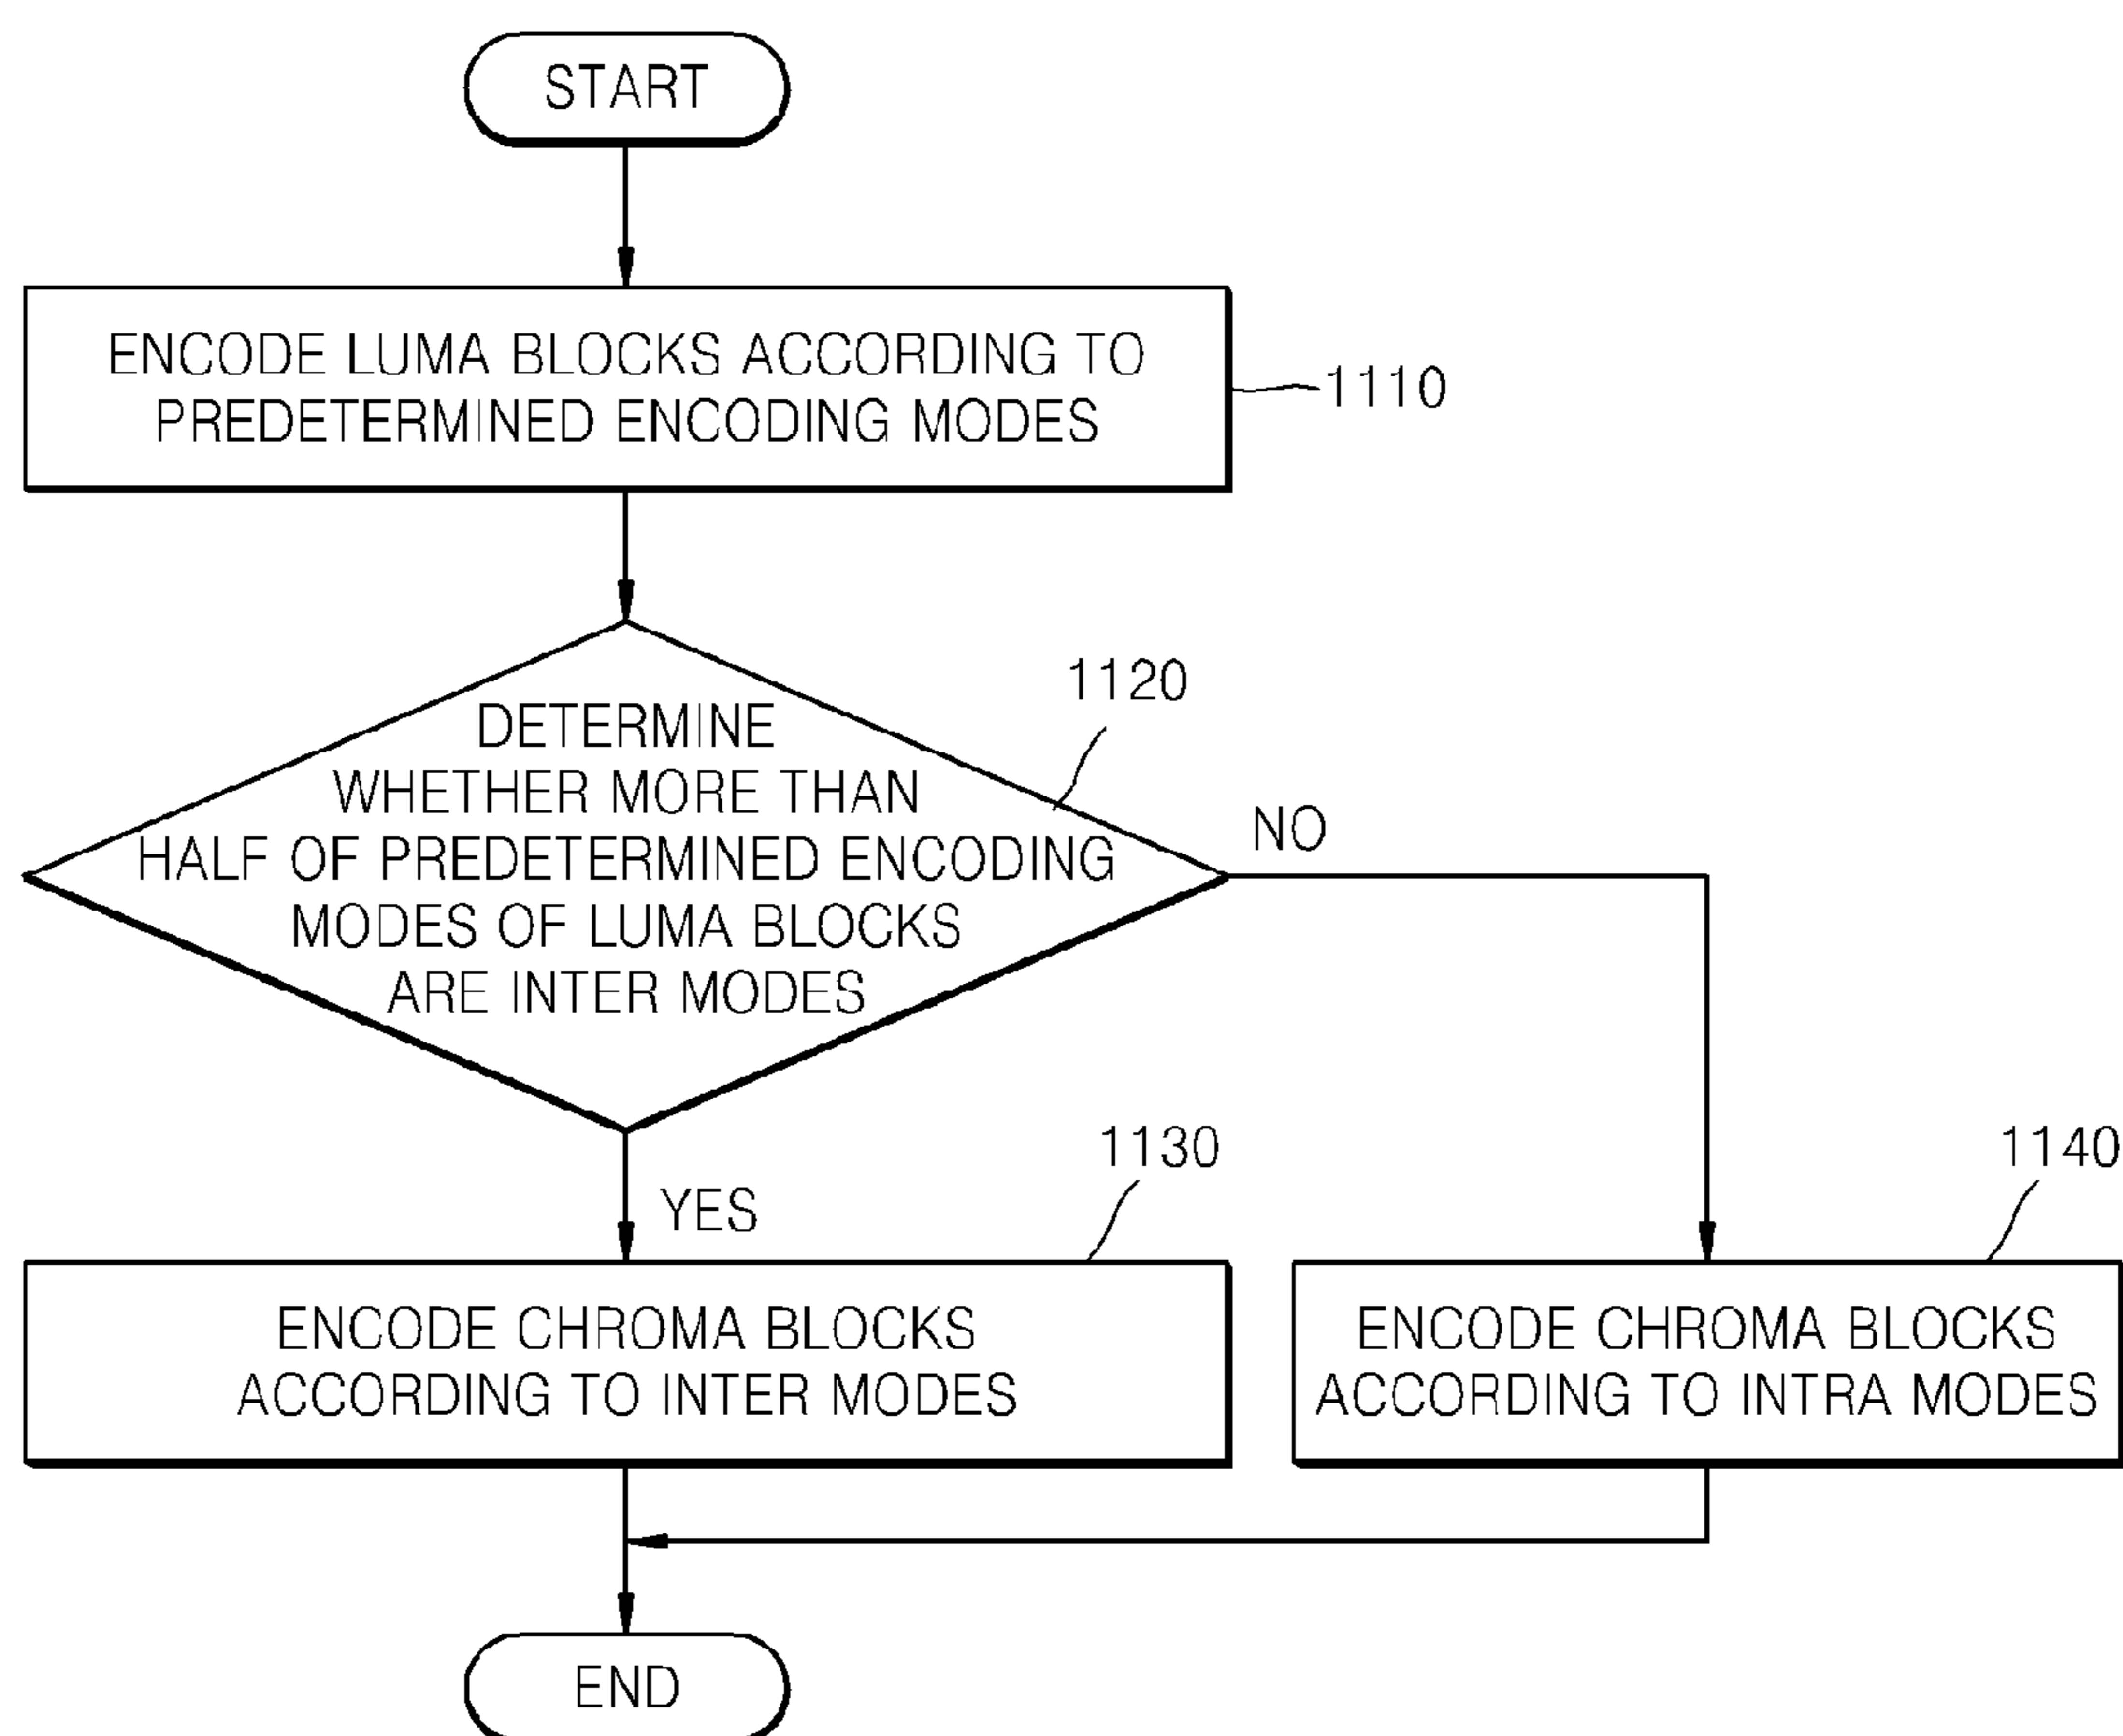 START
ENCODE LUMA BLOCKS ACCORDING TO
PREDETERMINED ENCODING MODES
1110
1120
DETERMINE
WHETHER MORE THAN
HALF OF PREDETERMINED ENCODING
MODES OF LUMA BLOCKS
ARE INTER MODES
NO
YES
1130
ENCODE CHROMA BLOCKS
ACCORDING TO INTER MODES
1140
ENCODE CHROMA BLOCKS
ACCORDING TO INTRA MODES
END